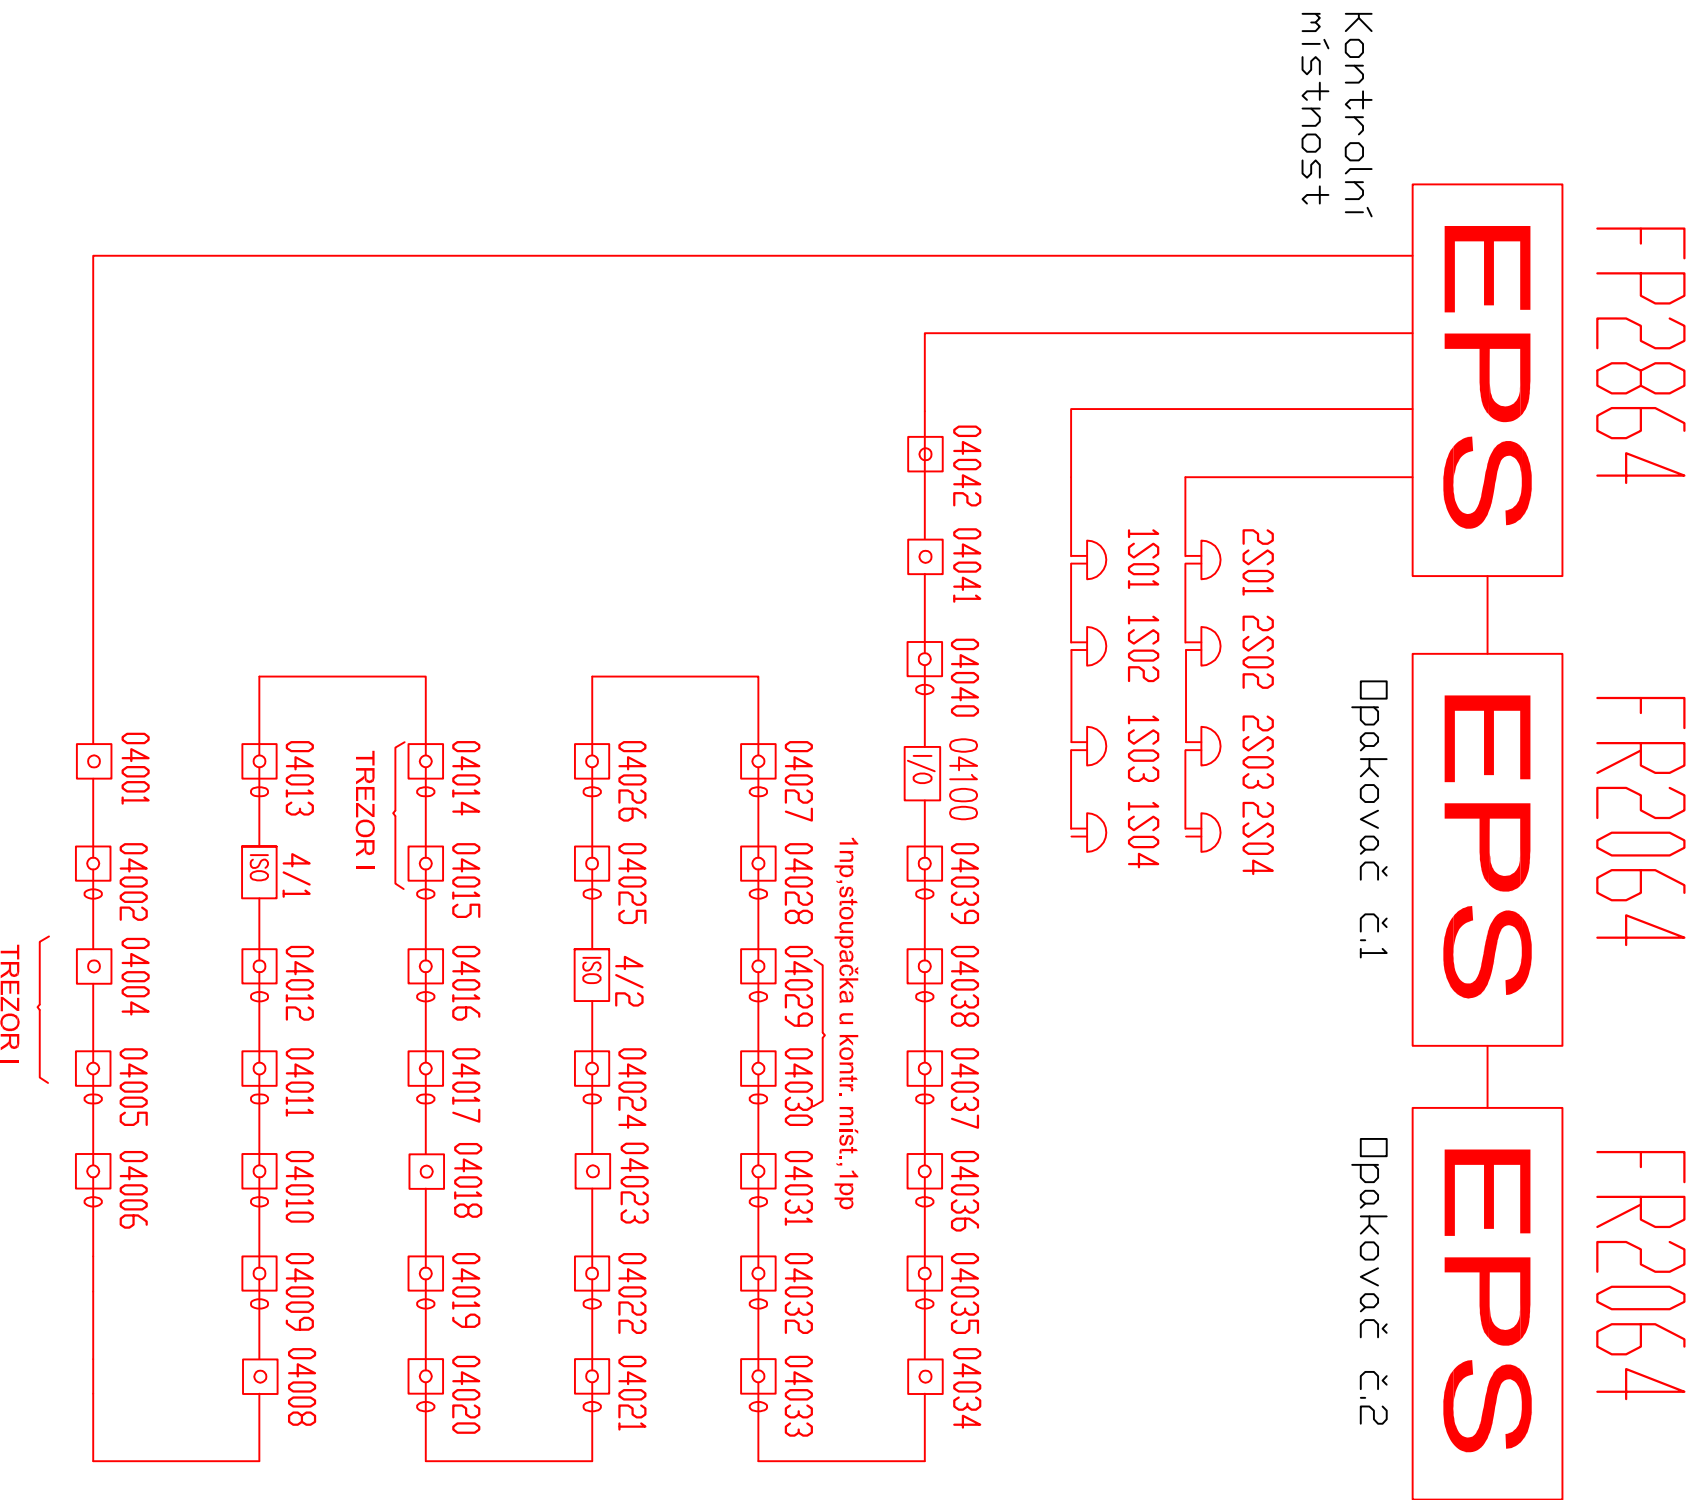 FP2864
FR2064
FR2064
EPS
EPS
EPS
Kontrolní
místnost
Opakovač č.1
Opakovač č.2
2S01 2S02 2S03 2S04
1S01 1S02 1S03 1S04
04042 04041 04040 04100 04039 04038 04037 04036 04035 04034
I/O
1np,stoupačka u kontr. míst.,1pp
04027 04028 04029 04030 04031 04032 04033
04026 04025 4/2 04024 04023 04022 04021
ISO
04014 04015 04016 04017 04018 04019 04020
TREZOR I
04013 4/1 04012 04011 04010 04009 04008
ISO
04001 04002 04004 04005 04006
TREZOR I